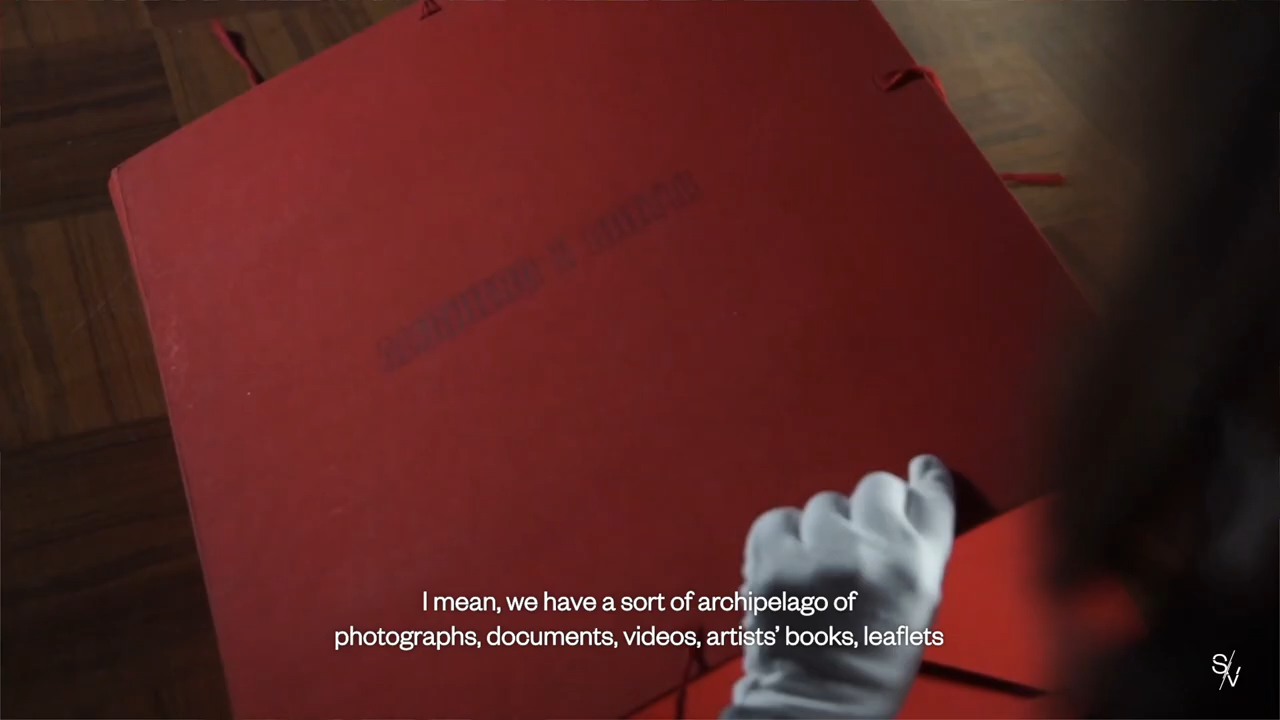 I mean, we have a sort of archipelago of
photographs, documents, videos, artists’ books, leaflets
S/V